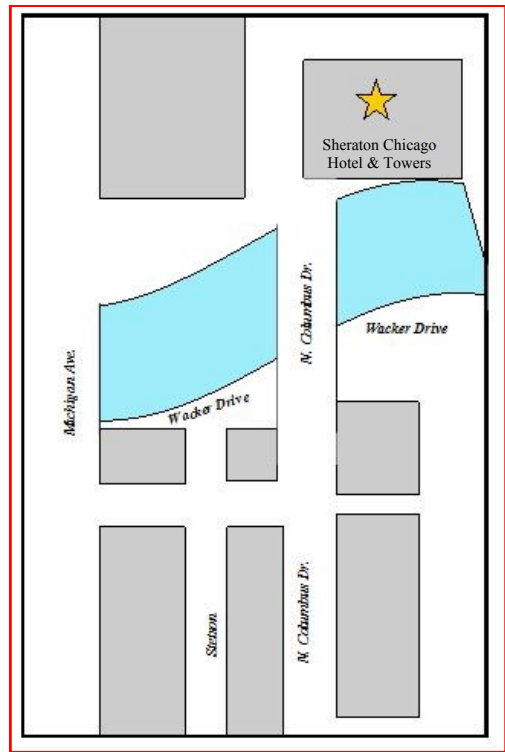 Sheraton Chicago
Hotel & Towers
N. Columbus Dr.
Wacker Drive
Michigan Ave.
Wacker Drive
Stetson
N. Columbus Dr.